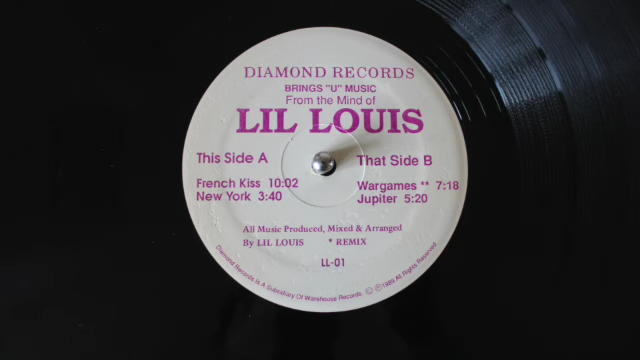 DIAMOND RECORDS
BRINGS "U" MUSIC
From the Mind of
LIL LOUIS
This Side A
French Kiss 10:02
New York 3:40
That Side B
Wargames ** 7:18
Jupiter 5:20
All Music Produced, Mixed & Arranged
By LIL LOUIS * REMIX
LL-01
Diamond Records Is A Subsidiary Of Warehouse Records. © ℗ 1989 All Rights Reserved.